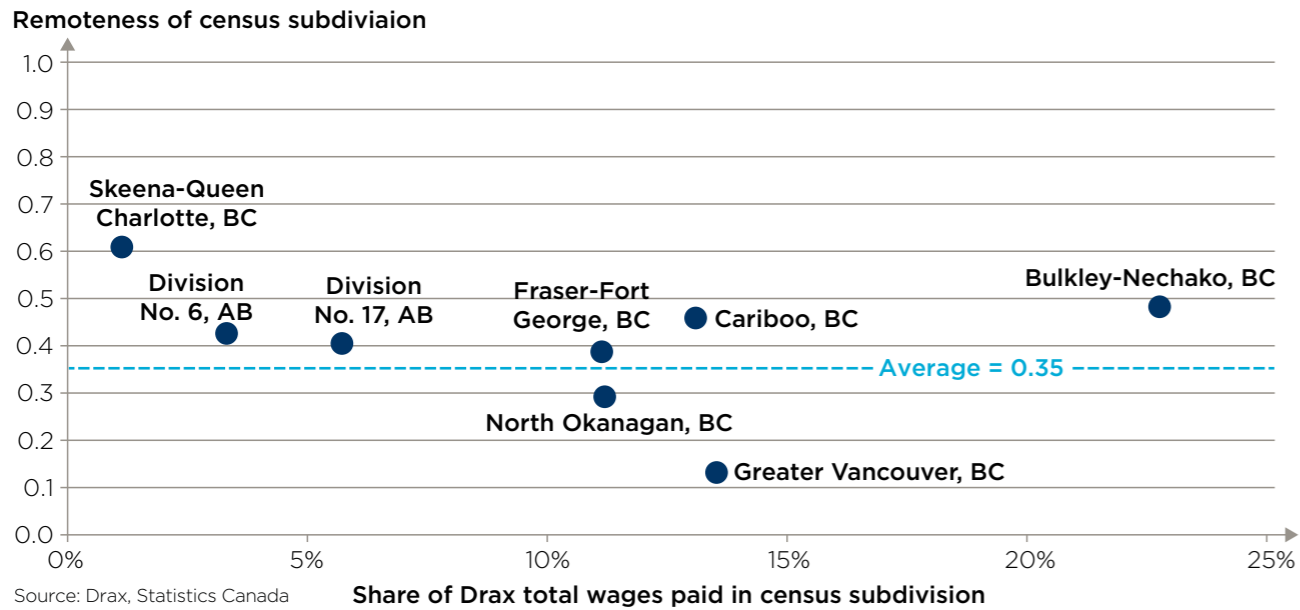 Remoteness of census subdiviaion
1.0
0.9
0.8
0.7
0.6
0.5
0.4
0.3
0.2
0.1
0.0
Skeena-Queen
Charlotte, BC
Division
No. 6, AB
Division
No. 17, AB
Fraser-Fort
George, BC
Cariboo, BC
Bulkley-Nechako, BC
Average = 0.35
North Okanagan, BC
Greater Vancouver, BC
0%
5%
10%
15%
20%
25%
Source: Drax, Statistics Canada
Share of Drax total wages paid in census subdivision